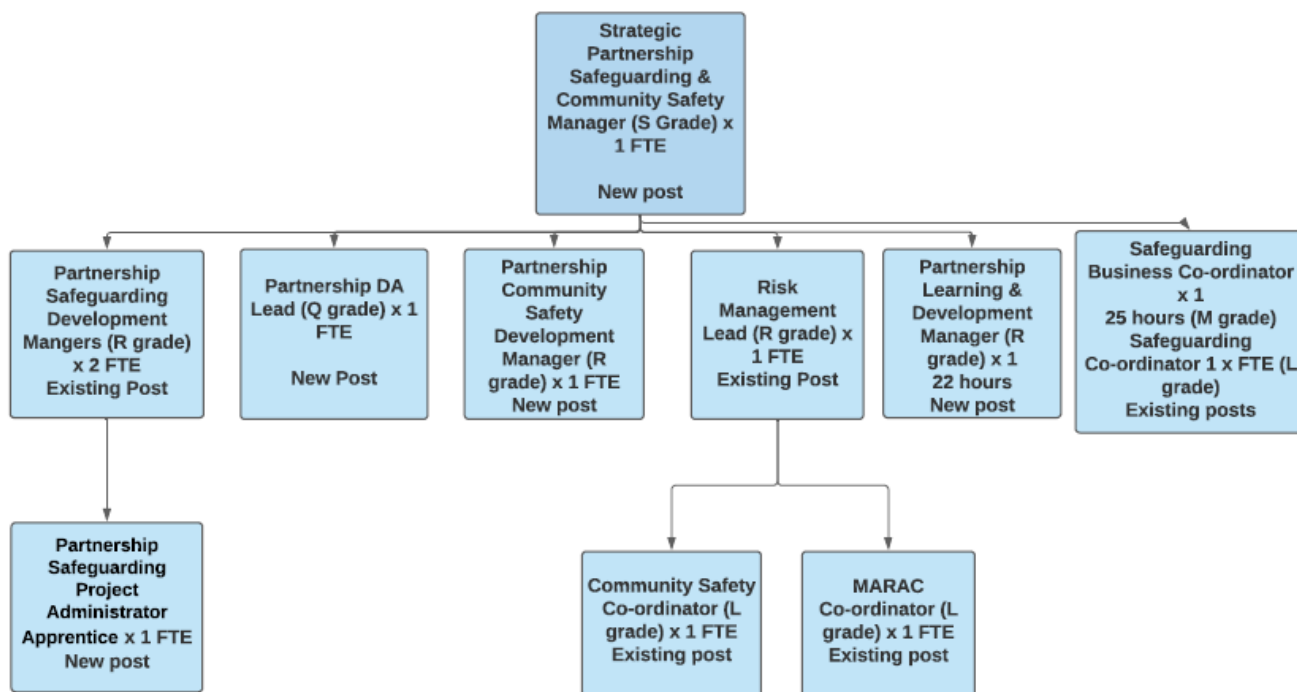 Strategic
Partnership
Safeguarding &
Community Safety
Manager (S Grade) x
1 FTE
New post
Partnership
Safeguarding
Development
Mangers (R grade)
x 2 FTE
Existing Post
Partnership DA
Lead (Q grade) x 1
FTE
New Post
Partnership
Community
Safety
Development
Manager (R
grade) x 1 FTE
New post
Risk
Management
Lead (R grade) x
1 FTE
Existing Post
Partnership
Learning &
Development
Manager (R
grade) x 1
22 hours
New post
Safeguarding
Business Co-ordinator
x 1
25 hours (M grade)
Safeguarding
Co-ordinator 1 x FTE (L
grade)
Existing posts
Partnership
Safeguarding
Project
Administrator
Apprentice x 1 FTE
New post
Community Safety
Co-ordinator (L
grade) x 1 FTE
Existing post
MARAC
Co-ordinator (L
grade) x 1 FTE
Existing post